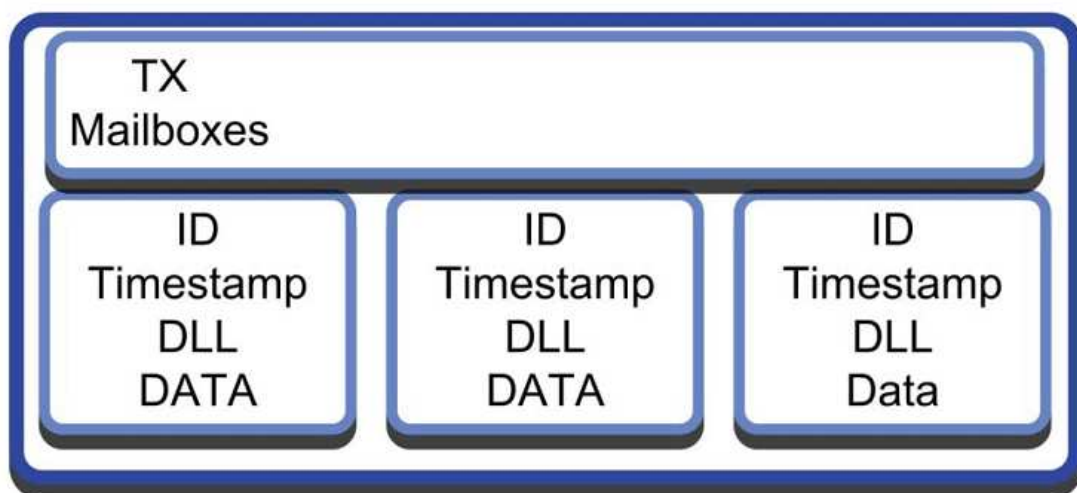 TX
Mailboxes
ID
Timestamp
DLL
DATA
ID
Timestamp
DLL
DATA
ID
Timestamp
DLL
Data